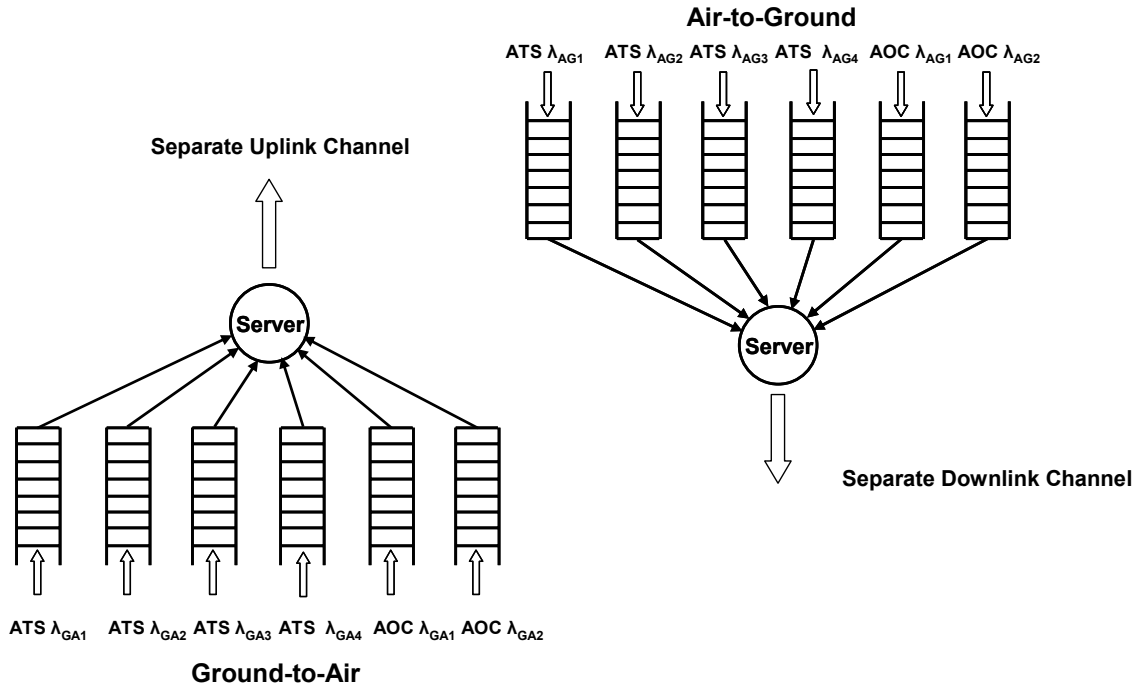 Air-to-Ground
ATS λAG1 ATS λAG2 ATS λAG3 ATS λAG4 AOC λAG1 AOC λAG2
Separate Uplink Channel
Server
Server
Separate Downlink Channel
ATS λGA1 ATS λGA2 ATS λGA3 ATS λGA4 AOC λGA1 AOC λGA2
Ground-to-Air